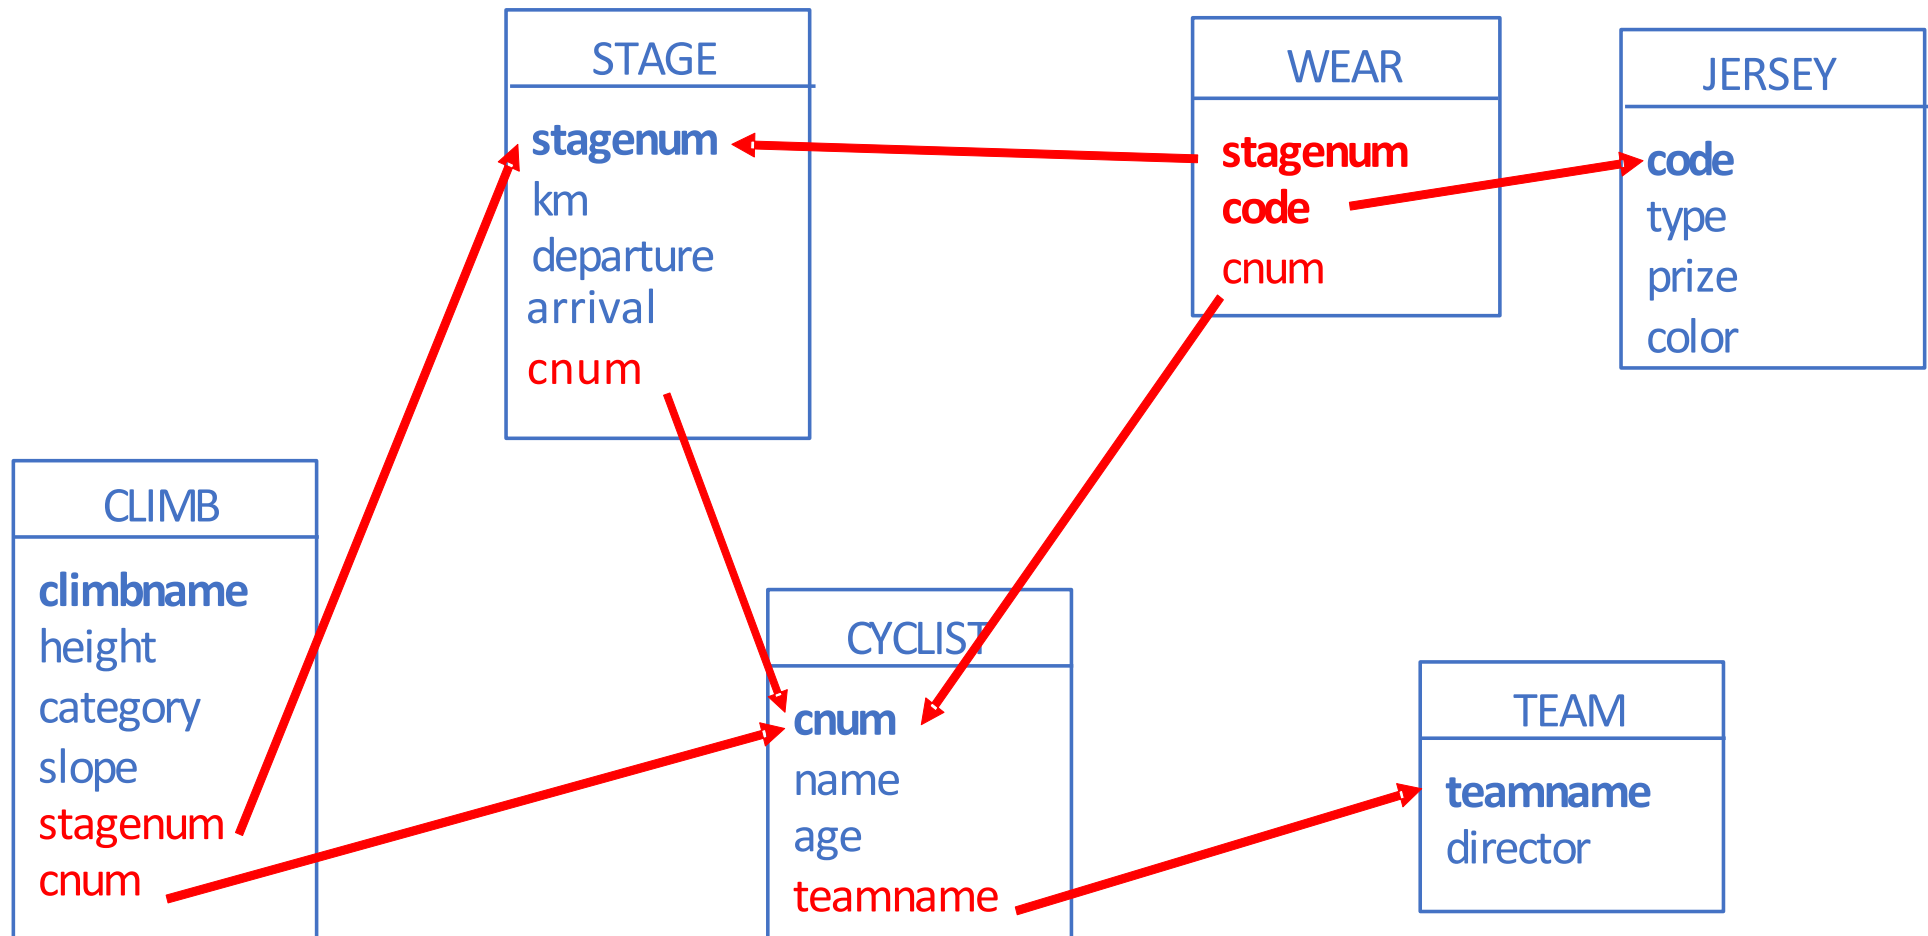 STAGE
stagenum
km
departure
arrival
cnum
WEAR
stagenum
code
cnum
JERSEY
code
type
prize
color
CLIMB
climbname
height
category
slope
stagenum
cnum
CYCLIST
cnum
name
age
teamname
TEAM
teamname
director